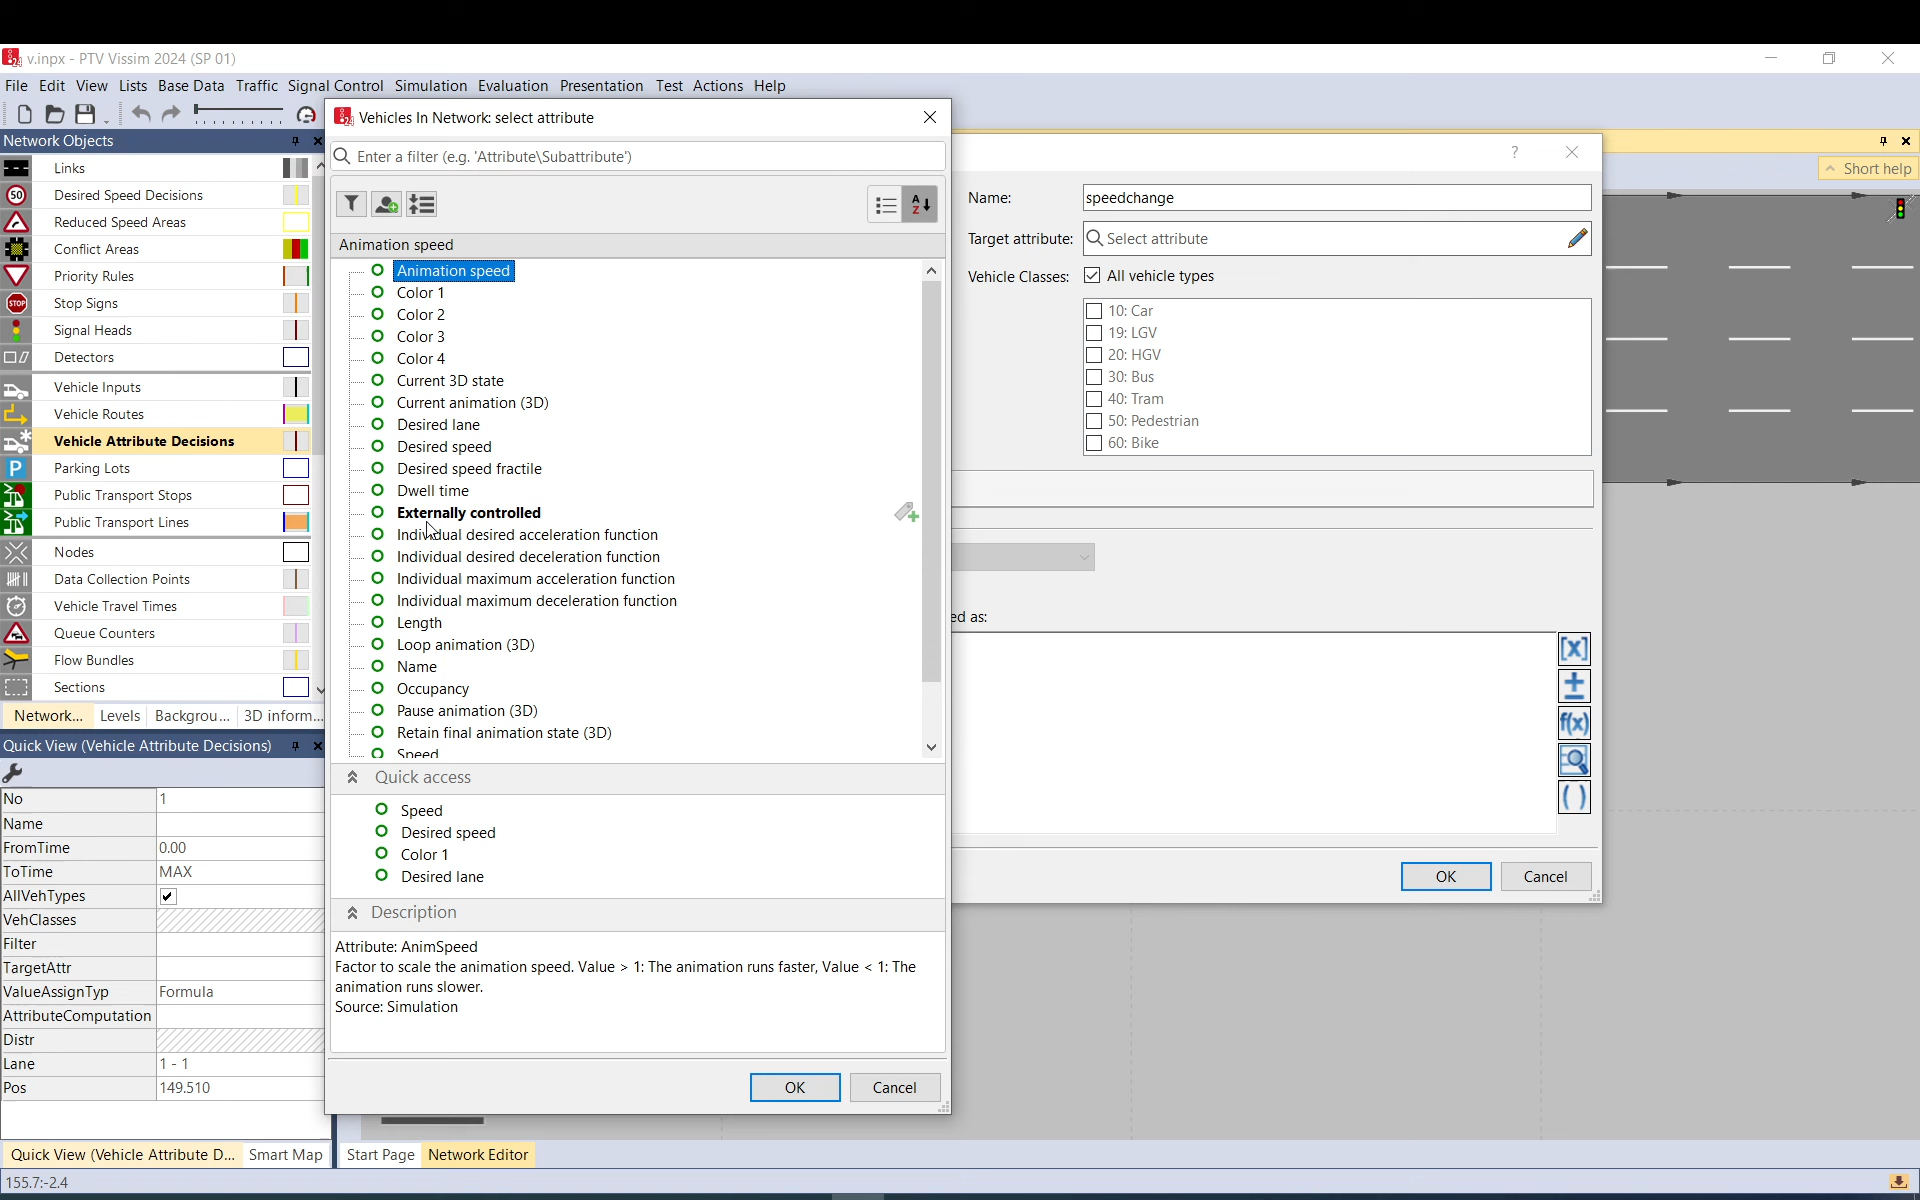 v.inpx - PTV Vissim 2024 (SP 01)
File Edit View Lists Base Data Traffic Signal Control Simulation Evaluation Presentation Test Actions Help
Network Objects
Links
50 Desired Speed Decisions
Reduced Speed Areas
Conflict Areas
Priority Rules
STOP Stop Signs
Signal Heads
Detectors
Vehicle Inputs
Vehicle Routes
Vehicle Attribute Decisions
P Parking Lots
Public Transport Stops
Public Transport Lines
Nodes
Data Collection Points
Vehicle Travel Times
Queue Counters
Flow Bundles
Sections
Network... Levels Backgrou... 3D inform...
Quick View (Vehicle Attribute Decisions)
No 1
Name
FromTime 0.00
ToTime MAX
AllVehTypes
VehClasses
Filter
TargetAttr
ValueAssignTyp Formula
AttributeComputation
Distr
Lane 1 - 1
Pos 149.510
Quick View (Vehicle Attribute D... Smart Map
Start Page Network Editor
155.7:-2.4
Vehicles In Network: select attribute
Enter a filter (e.g. 'Attribute\Subattribute')
Animation speed
Animation speed
Color 1
Color 2
Color 3
Color 4
Current 3D state
Current animation (3D)
Desired lane
Desired speed
Desired speed fractile
Dwell time
Externally controlled
Individual desired acceleration function
Individual desired deceleration function
Individual maximum acceleration function
Individual maximum deceleration function
Length
Loop animation (3D)
Name
Occupancy
Pause animation (3D)
Retain final animation state (3D)
Speed
Quick access
Speed
Desired speed
Color 1
Desired lane
Description
Attribute: AnimSpeed
Factor to scale the animation speed. Value > 1: The animation runs faster, Value < 1: The
animation runs slower.
Source: Simulation
OK Cancel
?
Name: speedchange
Target attribute: Select attribute
Vehicle Classes: All vehicle types
10: Car
19: LGV
20: HGV
30: Bus
40: Tram
50: Pedestrian
60: Bike
ed as:
[x]
±
f(x)
( )
OK Cancel
Short help